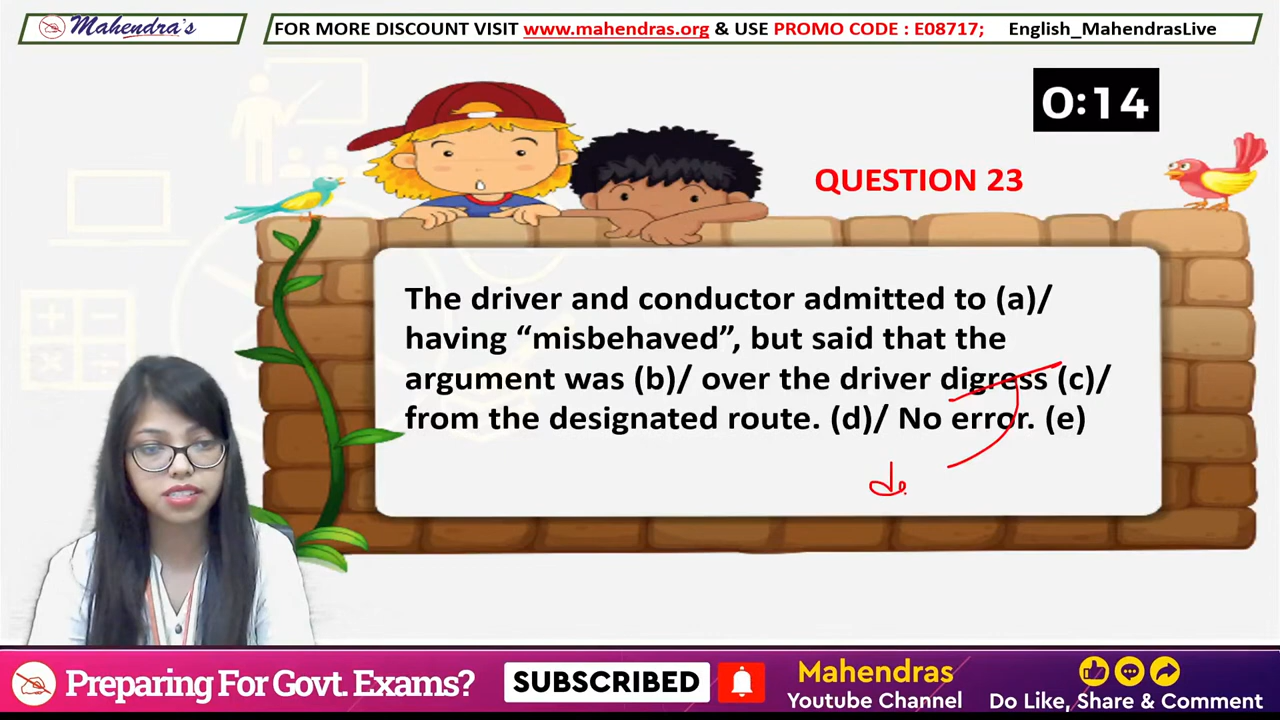 Mahendra's
FOR MORE DISCOUNT VISIT www.mahendras.org & USE PROMO CODE : E08717; English_MahendrasLive
0:14
QUESTION 23
The driver and conductor admitted to (a)/
having “misbehaved”, but said that the
argument was (b)/ over the driver digress (c)/
from the designated route. (d)/ No error. (e)
Preparing For Govt. Exams?
SUBSCRIBED
Mahendras
YouTube Channel
Do Like, Share & Comment